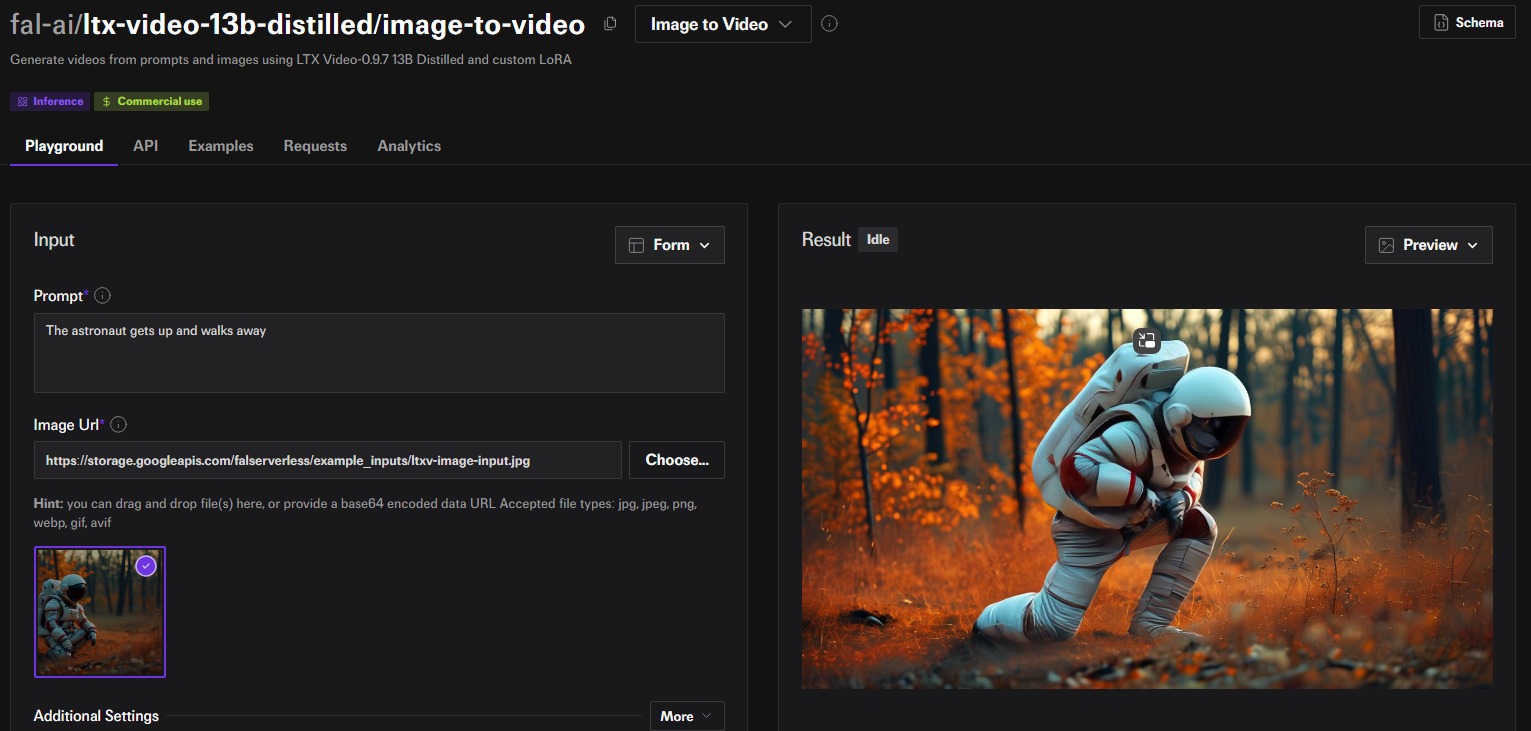 fal-ai/ltx-video-13b-distilled/image-to-video
Image to Video
Schema
Generate videos from prompts and images using LTX Video-0.9.7 13B Distilled and custom LoRA
Inference
$ Commercial use
Playground
API
Examples
Requests
Analytics
Input
Form
Prompt*
The astronaut gets up and walks away
Image Url*
https://storage.googleapis.com/falserverless/example_inputs/ltxv-image-input.jpg
Choose...
Hint: you can drag and drop file(s) here, or provide a base64 encoded data URL Accepted file types: jpg, jpeg, png,
webp, gif, avif
Additional Settings
More
Result
Idle
Preview